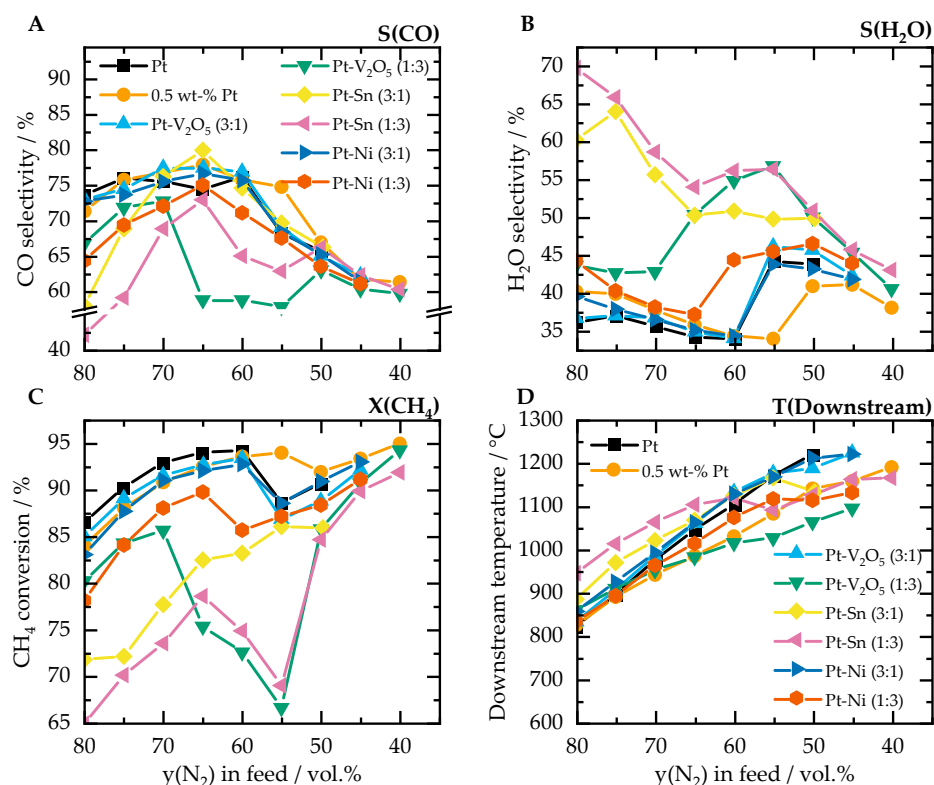 A
S(CO)
CO selectivity / %
90
85
80
75
70
65
60
40
80
70
60
50
40
Pt
0.5 wt-% Pt
Pt-V₂O₅ (3:1)
Pt-V₂O₅ (1:3)
Pt-Sn (3:1)
Pt-Sn (1:3)
Pt-Ni (3:1)
Pt-Ni (1:3)
B
S(H₂O)
H₂O selectivity / %
70
65
60
55
50
45
40
35
80
70
60
50
40
C
X(CH₄)
CH₄ conversion / %
95
90
85
80
75
70
65
80
70
60
50
40
y(N₂) in feed / vol.%
D
T(Downstream)
Downstream temperature / °C
1300
1200
1100
1000
900
800
700
600
Pt
0.5 wt-% Pt
Pt-V₂O₅ (3:1)
Pt-V₂O₅ (1:3)
Pt-Sn (3:1)
Pt-Sn (1:3)
Pt-Ni (3:1)
Pt-Ni (1:3)
80
70
60
50
40
y(N₂) in feed / vol.%